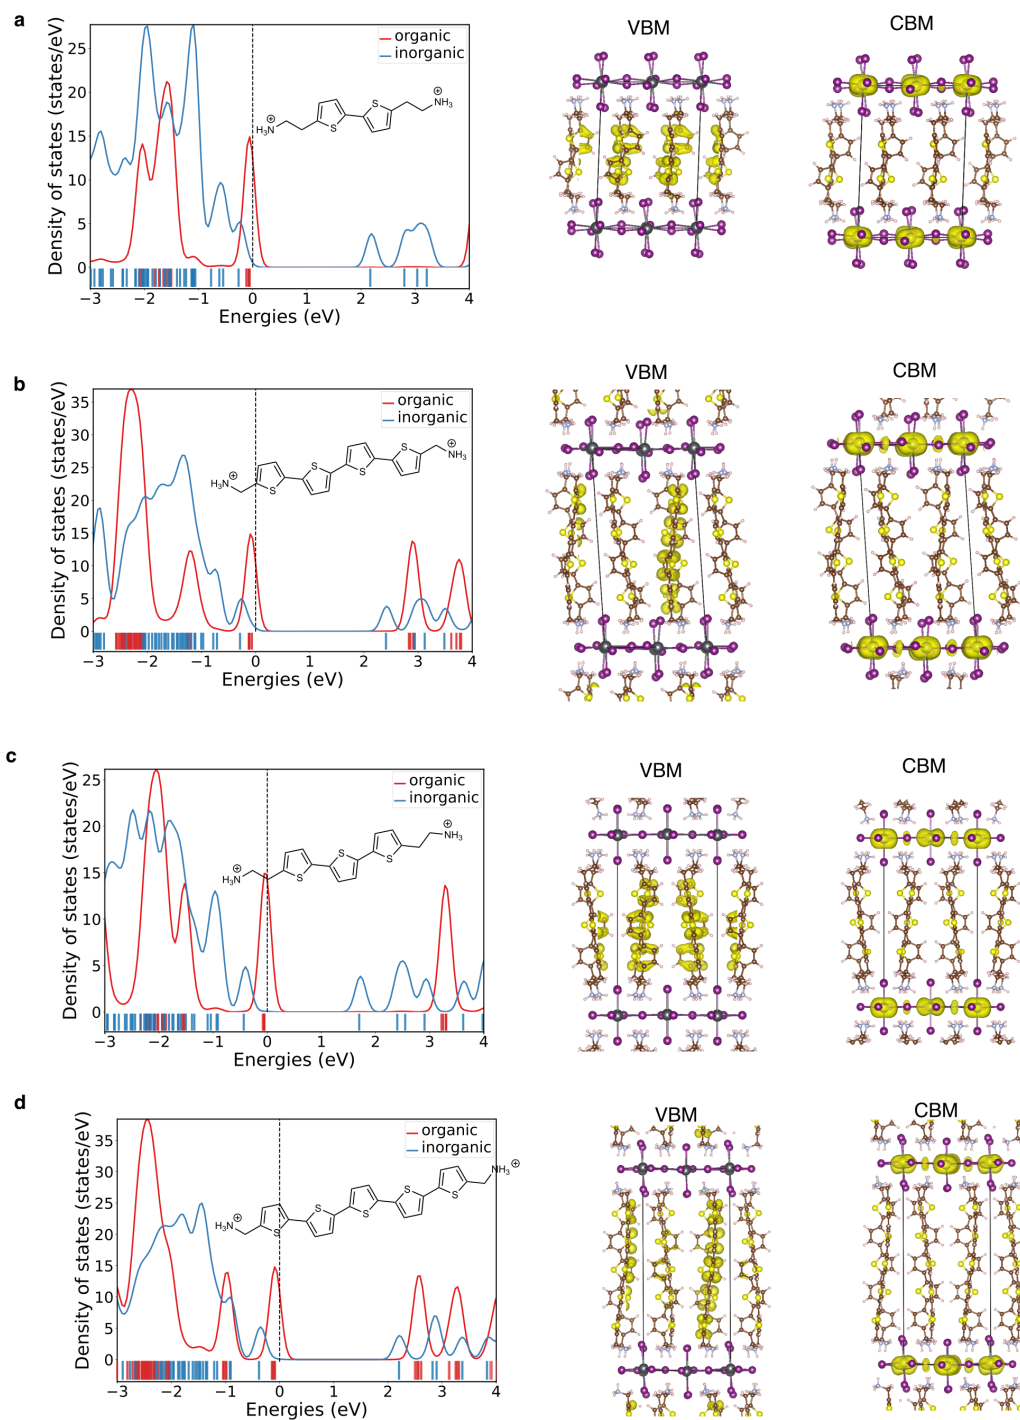 a
VBM
CBM
organic
inorganic
Density of states (states/eV)
25
20
15
10
5
0
H₃N
⊕
S
S
⊕
NH₃
−3 −2 −1 0 1 2 3 4
Energies (eV)
b
VBM
CBM
organic
inorganic
Density of states (states/eV)
35
30
25
20
15
10
5
0
H₃N
⊕
S
S
S
S
⊕
NH₃
−3 −2 −1 0 1 2 3 4
Energies (eV)
c
VBM
CBM
organic
inorganic
Density of states (states/eV)
25
20
15
10
5
0
H₃N
⊕
S
S
S
⊕
NH₃
−3 −2 −1 0 1 2 3 4
Energies (eV)
d
VBM
CBM
organic
inorganic
Density of states (states/eV)
35
30
25
20
15
10
5
0
H₃N
⊕
S
S
S
S
S
NH₃
⊕
−3 −2 −1 0 1 2 3 4
Energies (eV)